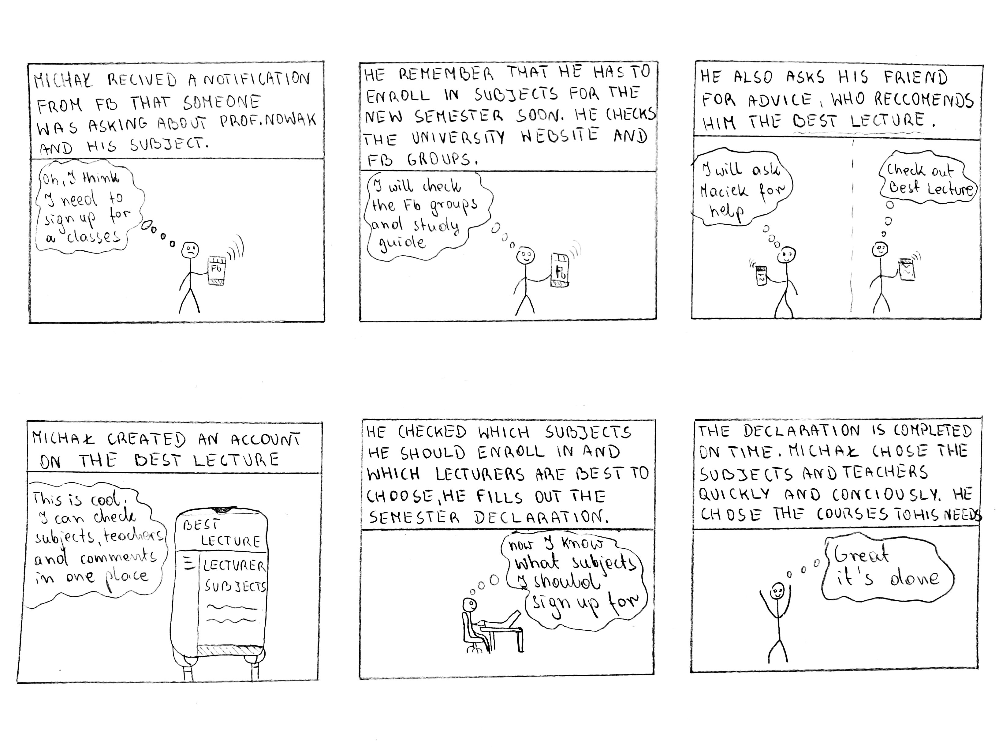 MICHAŁ RECIVED A NOTIFICATION
FROM FB THAT SOMEONE
WAS ASKING ABOUT PROF. NOWAK
AND HIS SUBJECT.
Oh, I think
I need to
sign up for
a classes
Fb
HE REMEMBER THAT HE HAS TO
ENROLL IN SUBJECTS FOR THE
NEW SEMESTER SOON. HE CHECKS
THE UNIVERSITY WEBSITE AND
FB GROUPS.
I will check
the Fb groups
and study
guide
Fb
HE ALSO ASKS HIS FRIEND
FOR ADVICE, WHO RECCOMENDS
HIM THE BEST LECTURE.
I will ask
Maciek for
help
Check out
Best Lecture
MICHAŁ CREATED AN ACCOUNT
ON THE BEST LECTURE
This is cool.
I can check
subjects, teachers
and comments
in one place
BEST
LECTURE
LECTURER
SUBJECTS
HE CHECKED WHICH SUBJECTS
HE SHOULD ENROLL IN AND
WHICH LECTURERS ARE BEST TO
CHOOSE, HE FILLS OUT THE
SEMESTER DECLARATION.
now I know
what subjects
I should
sign up for
THE DECLARATION IS COMPLETED
ON TIME. MICHAŁ CHOSE THE
SUBJECTS AND TEACHERS
QUICKLY AND CONCIOUSLY. HE
CHOSE THE COURSES TO HIS NEEDS
Great
it's done